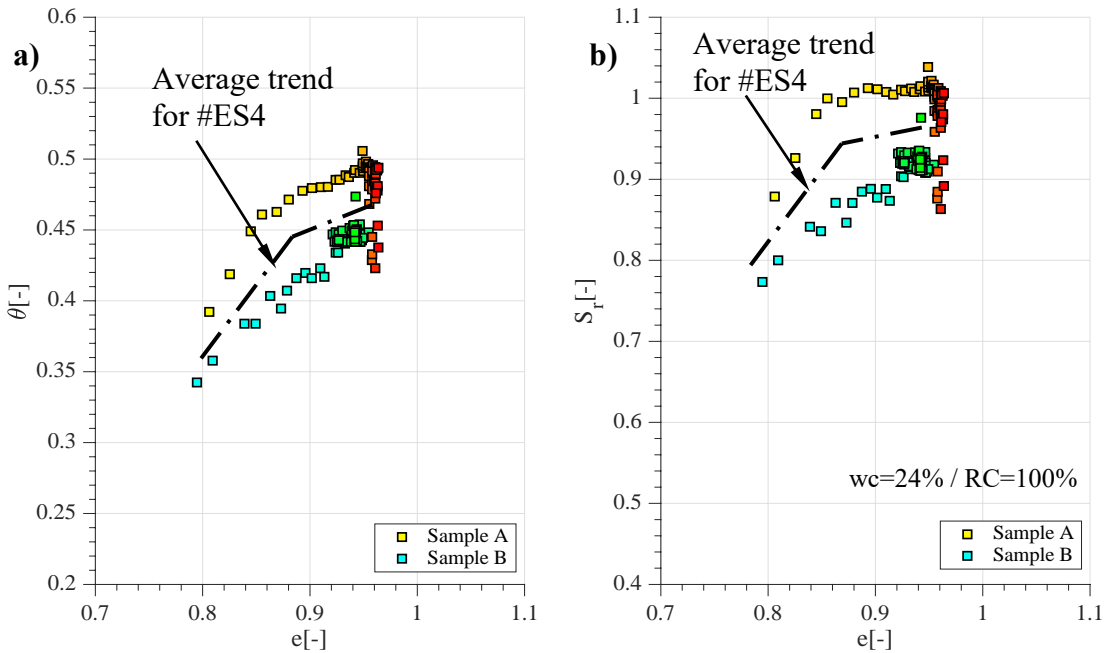 a)
Average trend
for #ES4
0.6
0.55
0.5
0.45
0.4
0.35
0.3
0.25
0.2
θ[-]
0.7
0.8
0.9
1
1.1
e[-]
Sample A
Sample B
b)
Average trend
for #ES4
1.1
1
0.9
0.8
0.7
0.6
0.5
0.4
S_r[-]
wc=24% / RC=100%
0.7
0.8
0.9
1
1.1
e[-]
Sample A
Sample B